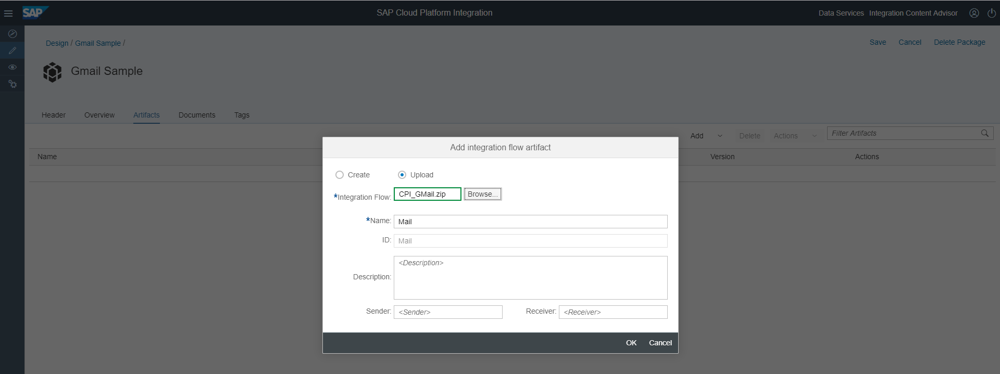 SAP
SAP Cloud Platform Integration
Data Services Integration Content Advisor
Design / Gmail Sample /
Save Cancel Delete Package
Gmail Sample
Header Overview Artifacts Documents Tags
Add Delete Actions Filter Artifacts
Name Version Actions
Add integration flow artifact
Create Upload
*Integration Flow: CPI_GMail.zip Browse...
*Name: Mail
ID: Mail
Description: <Description>
Sender: <Sender> Receiver: <Receiver>
OK Cancel